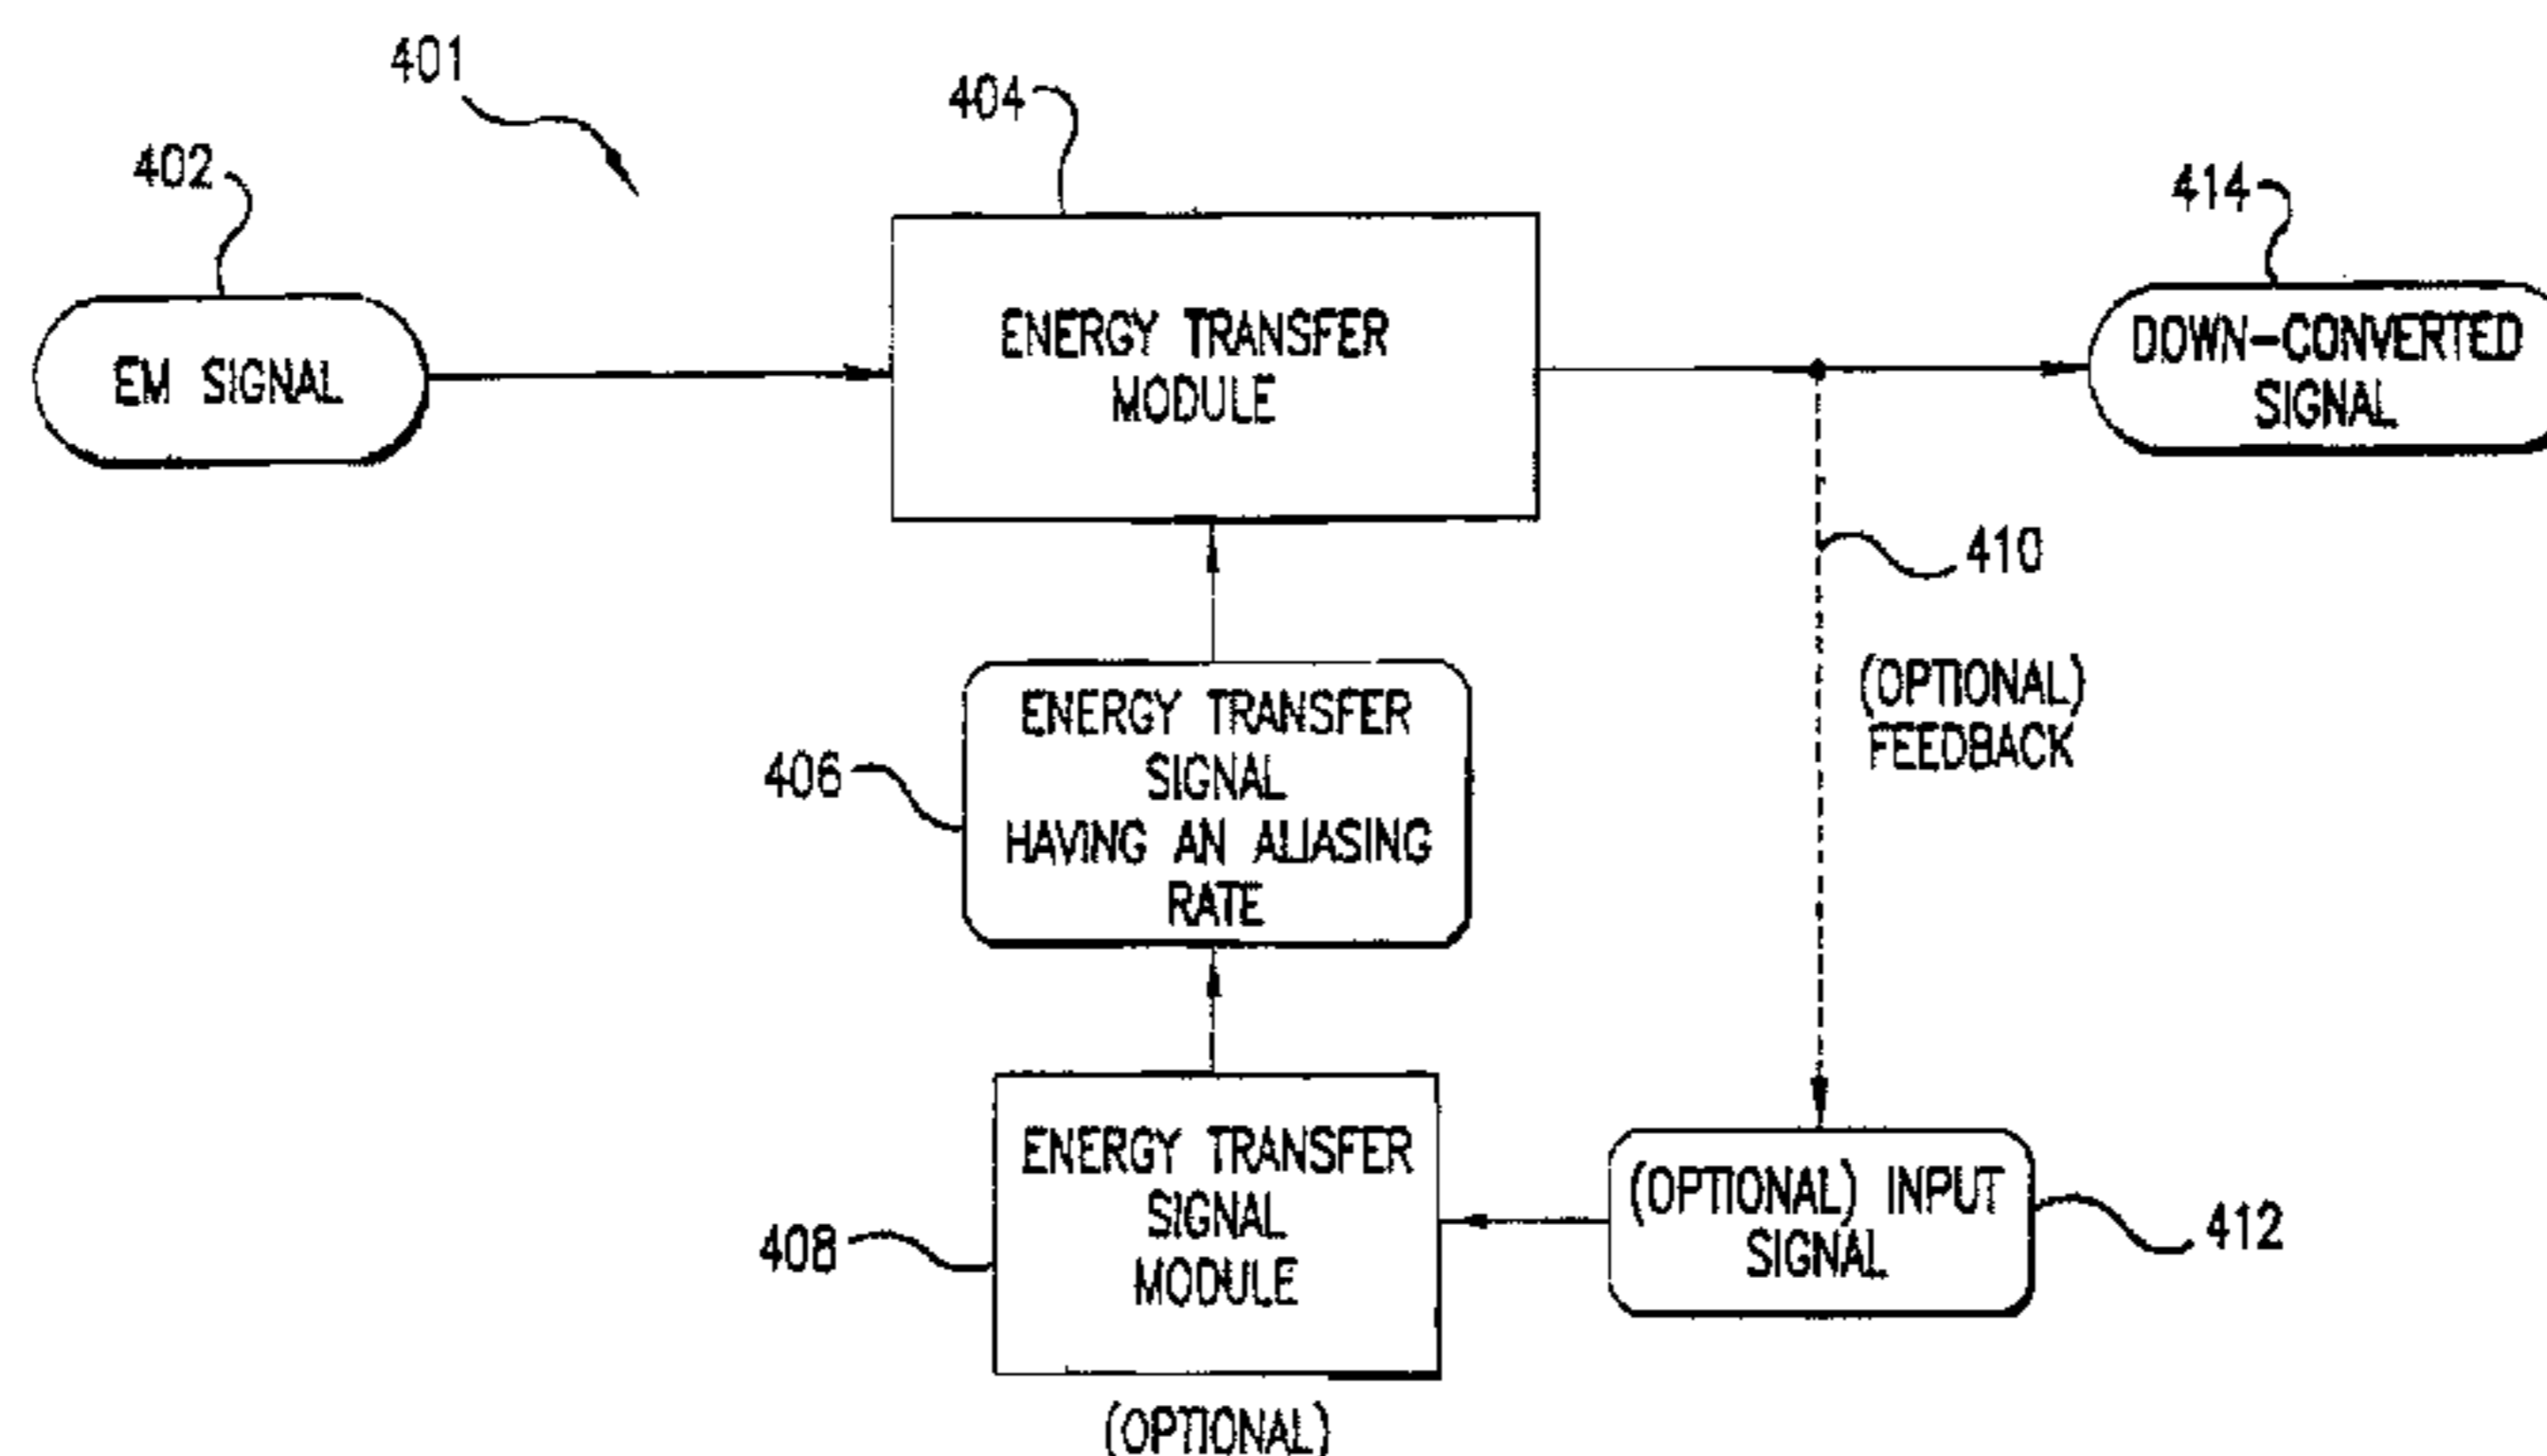 401
404
402
414
EM SIGNAL
ENERGY TRANSFER
MODULE
DOWN-CONVERTED
SIGNAL
410
(OPTIONAL)
FEEDBACK
406
ENERGY TRANSFER
SIGNAL
HAVING AN ALIASING
RATE
408
ENERGY TRANSFER
SIGNAL
MODULE
(OPTIONAL)
(OPTIONAL) INPUT
SIGNAL
412